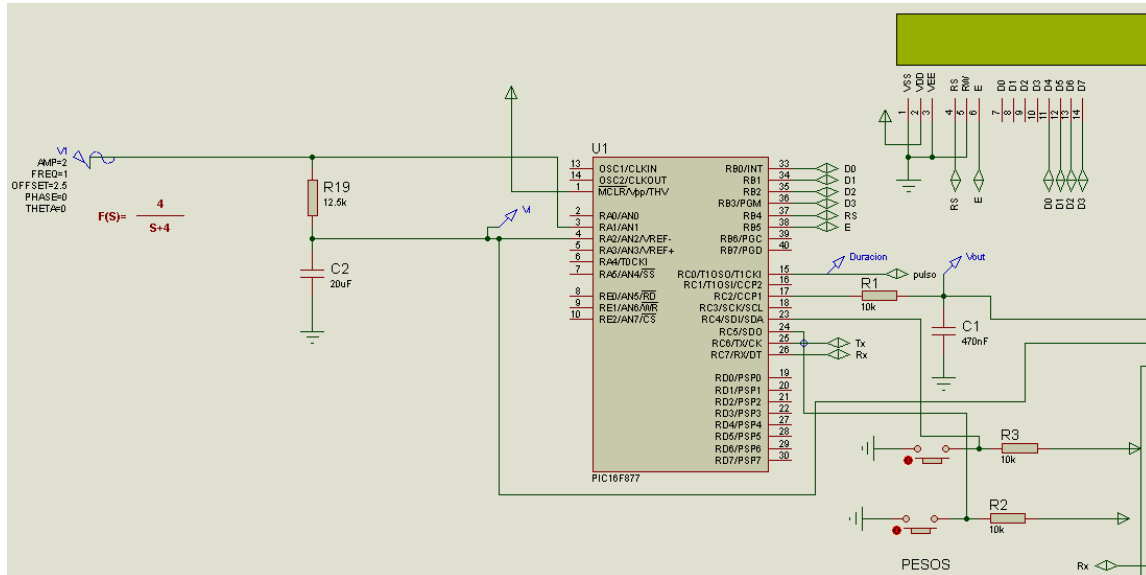 V1
AMP=2
FREQ=1
OFFSET=2.5
PHASE=0
THETA=0
F(S)= 4
S+4
R19
12.5k
C2
20uF
Vi
U1
13 OSC1/CLKIN
14 OSC2/CLKOUT
1 MCLR/Vpp/THV
2 RA0/AN0
3 RA1/AN1
4 RA2/AN2/VREF-
5 RA3/AN3/VREF+
6 RA4/T0CKI
7 RA5/AN4/SS
8 RE0/AN5/RD
9 RE1/AN6/WR
10 RE2/AN7/CS
RB0/INT 33 D0
RB1 34 D1
RB2 35 D2
RB3/PGM 36 D3
RB4 37 RS
RB5 38 E
RB6/PGC 39
RB7/PGD 40
RC0/T1OSO/T1CKI 15 pulso
RC1/T1OSI/CCP2 16
RC2/CCP1 17
RC3/SCK/SCL 18
RC4/SDI/SDA 23
RC5/SDO 24
RC6/TX/CK 25 Tx
RC7/RX/DT 26 Rx
RD0/PSP0 19
RD1/PSP1 20
RD2/PSP2 21
RD3/PSP3 22
RD4/PSP4 27
RD5/PSP5 28
RD6/PSP6 29
RD7/PSP7 30
PIC16F877
Duracion
Vout
R1
10k
C1
470nF
VSS VDD VEE RS RW E D0 D1 D2 D3 D4 D5 D6 D7
1 2 3 4 5 6 7 8 9 10 11 12 13 14
RS E D0 D1 D2 D3
R3
10k
R2
10k
PESOS
Rx